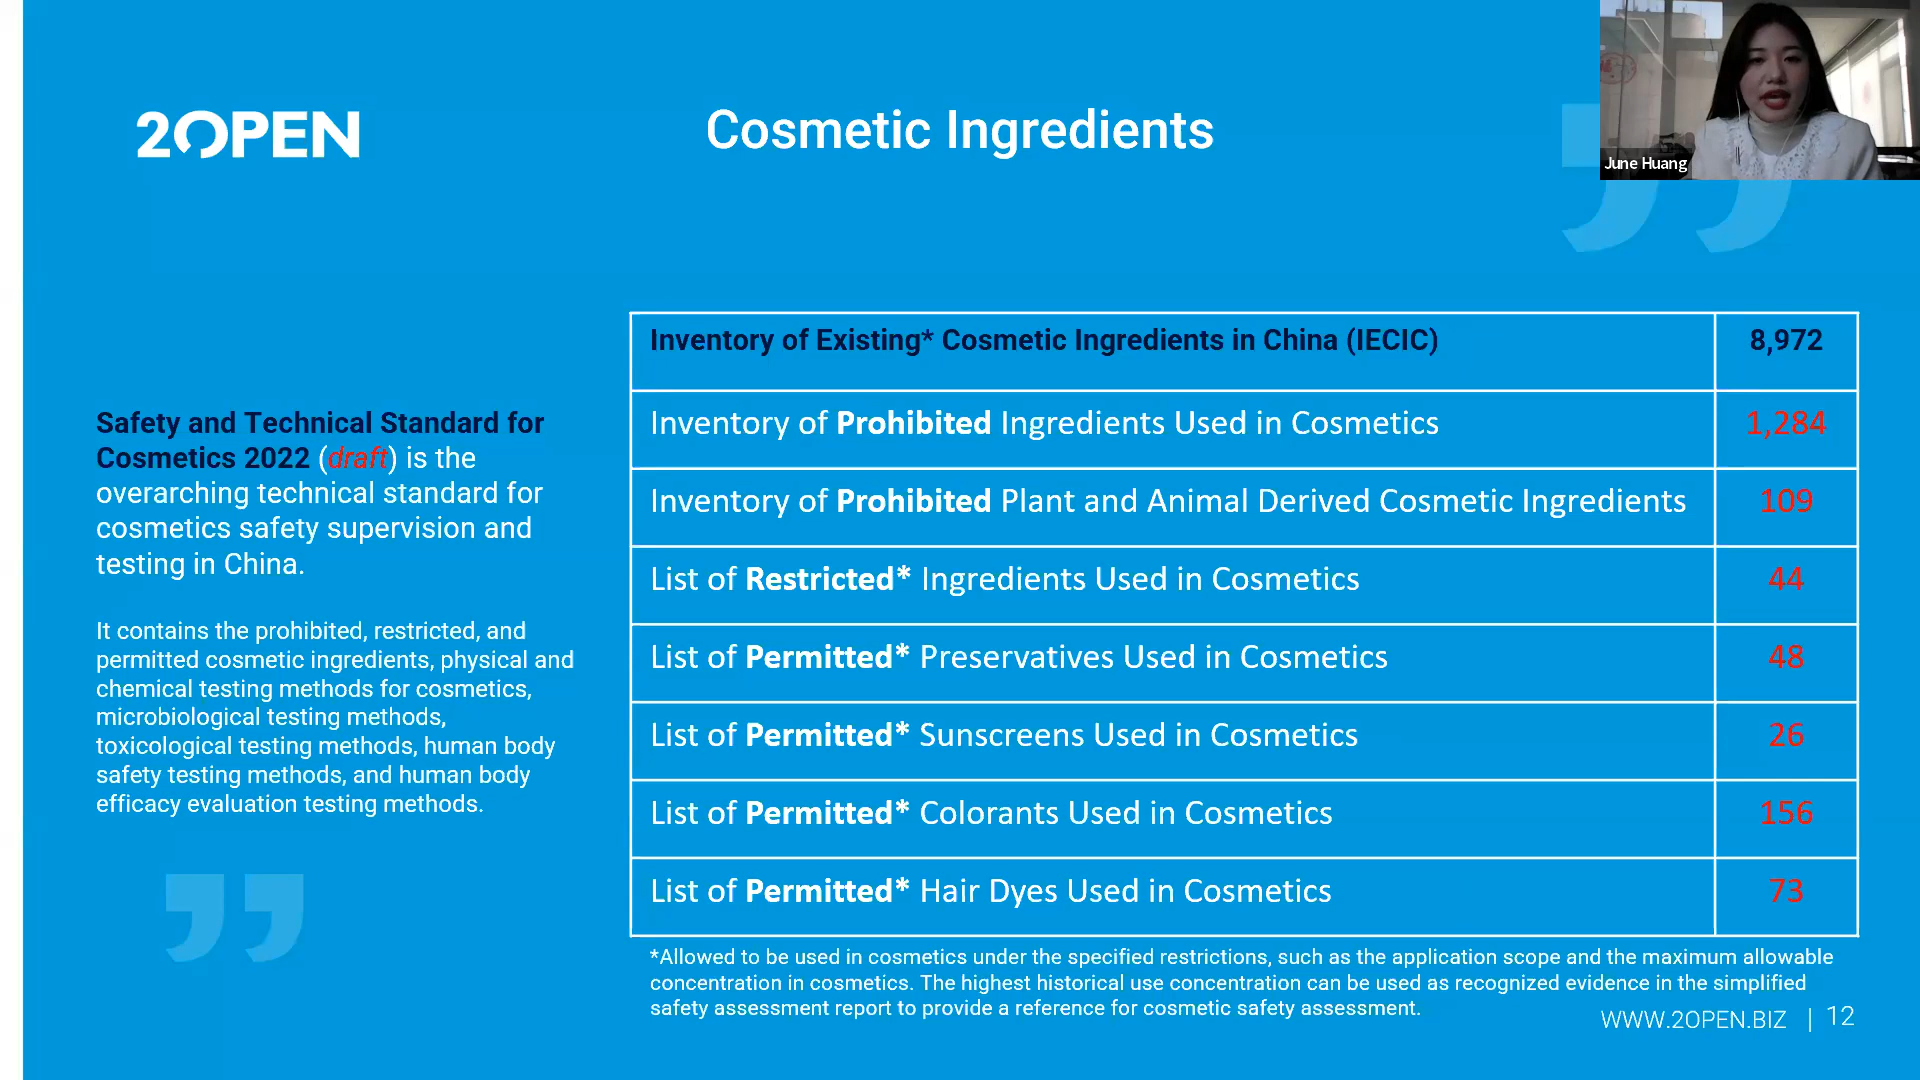 2OPEN
Cosmetic Ingredients
June Huang
Safety and Technical Standard for
Cosmetics 2022 (draft) is the
overarching technical standard for
cosmetics safety supervision and
testing in China.
It contains the prohibited, restricted, and
permitted cosmetic ingredients, physical and
chemical testing methods for cosmetics,
microbiological testing methods,
toxicological testing methods, human body
safety testing methods, and human body
efficacy evaluation testing methods.
Inventory of Existing* Cosmetic Ingredients in China (IECIC) 8,972
Inventory of Prohibited Ingredients Used in Cosmetics 1,284
Inventory of Prohibited Plant and Animal Derived Cosmetic Ingredients 109
List of Restricted* Ingredients Used in Cosmetics 44
List of Permitted* Preservatives Used in Cosmetics 48
List of Permitted* Sunscreens Used in Cosmetics 26
List of Permitted* Colorants Used in Cosmetics 156
List of Permitted* Hair Dyes Used in Cosmetics 73
*Allowed to be used in cosmetics under the specified restrictions, such as the application scope and the maximum allowable
concentration in cosmetics. The highest historical use concentration can be used as recognized evidence in the simplified
safety assessment report to provide a reference for cosmetic safety assessment.
WWW.2OPEN.BIZ | 12